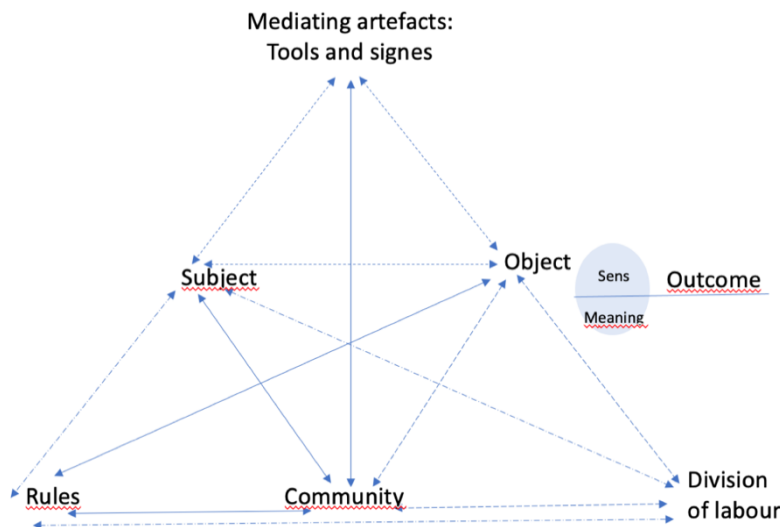 Mediating artefacts:
Tools and signes
Subject
Object
Sens
Meaning
Outcome
Rules
Community
Division
of labour